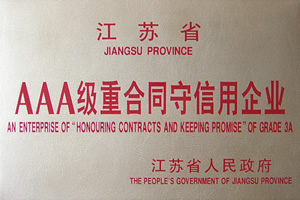 江苏省
JIANGSU PROVINCE
AAA级重合同守信用企业
AN ENTERPRISE OF "HONOURING CONTRACTS AND KEEPING PROMISE" OF GRADE 3A
江苏省人民政府
THE PEOPLE'S GOVERNMENT OF JIANGSU PROVINCE